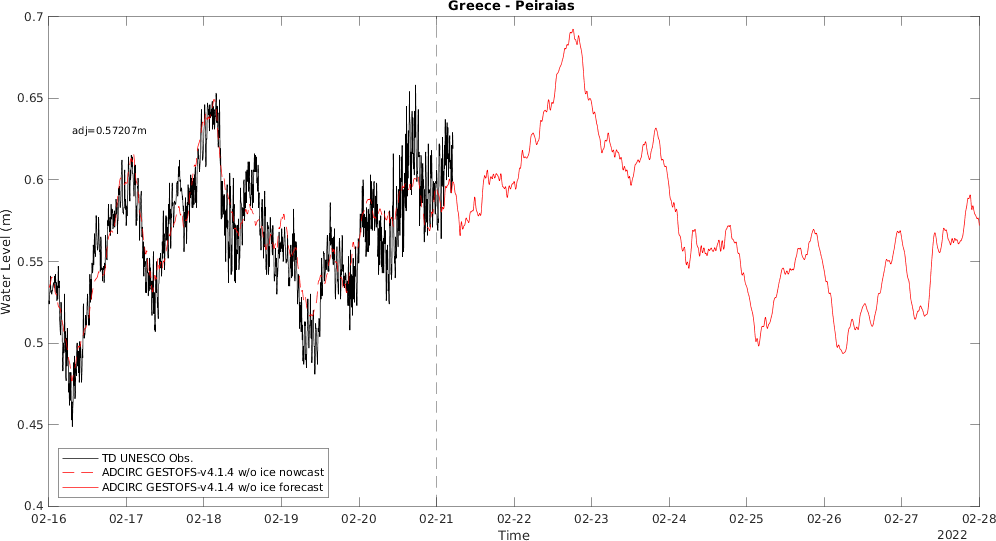 Greece - Peiraias
0.7
0.65
0.6
0.55
0.5
0.45
0.4
Water Level (m)
adj=0.57207m
TD UNESCO Obs.
ADCIRC GESTOFS-v4.1.4 w/o ice nowcast
ADCIRC GESTOFS-v4.1.4 w/o ice forecast
02-16 02-17 02-18 02-19 02-20 02-21 02-22 02-23 02-24 02-25 02-26 02-27 02-28
Time
2022